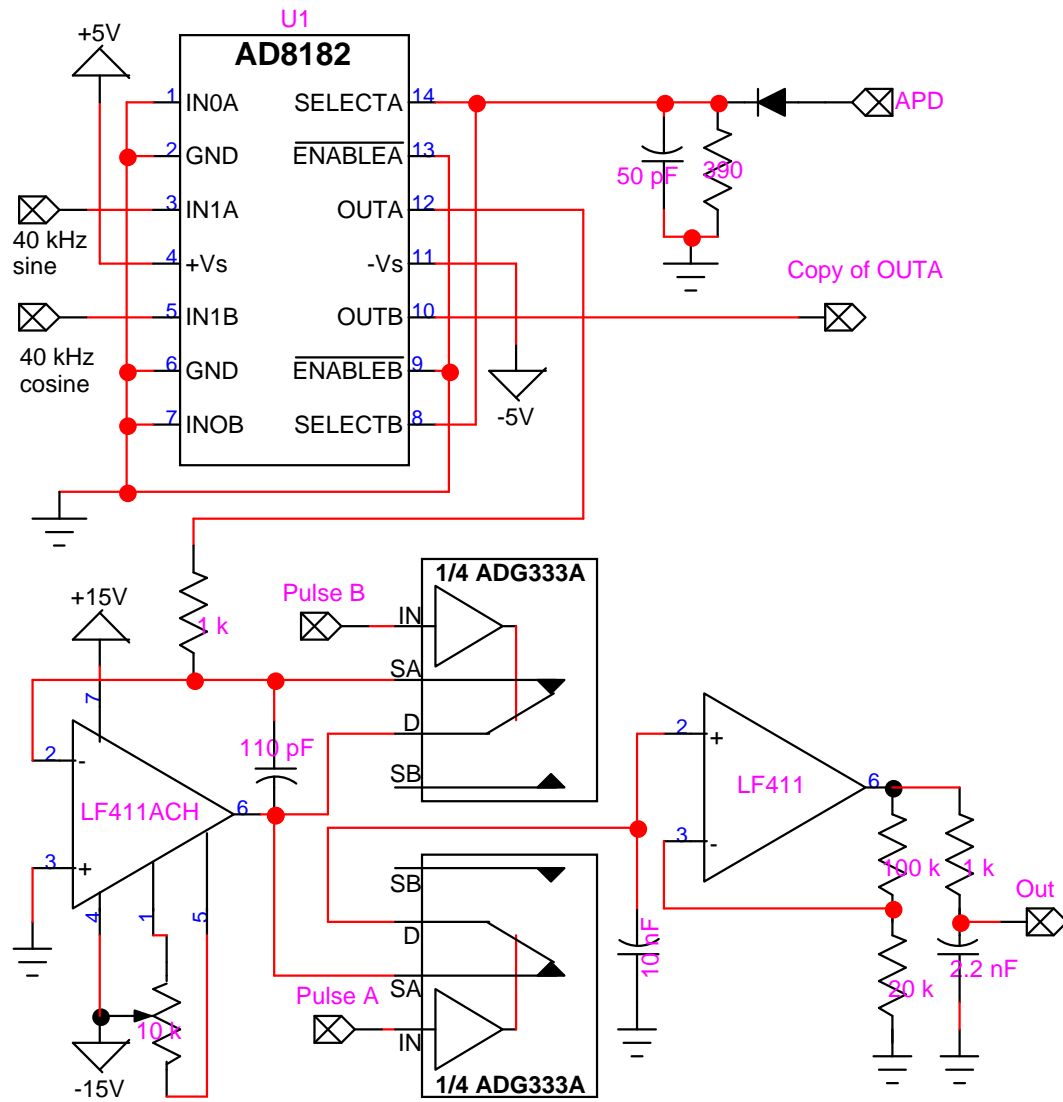 U1
+5V
AD8182
1 IN0A SELECTA 14
APD
2 GND ENABLEA 13
50 pF 390
3 IN1A OUTA 12
40 kHz
sine
4 +Vs -Vs 11
Copy of OUTA
5 IN1B OUTB 10
40 kHz
cosine
6 GND ENABLEB 9
-5V
7 INOB SELECTB 8
1/4 ADG333A
+15V
Pulse B
IN
1 k
SA
7
D
2 -
110 pF
SB
LF411ACH
6
3 +
4
1
5
10 k
-15V
2 +
LF411
6
3 -
100 k
1 k
Out
20 k
2.2 nF
10 nF
SB
D
SA
Pulse A
IN
1/4 ADG333A